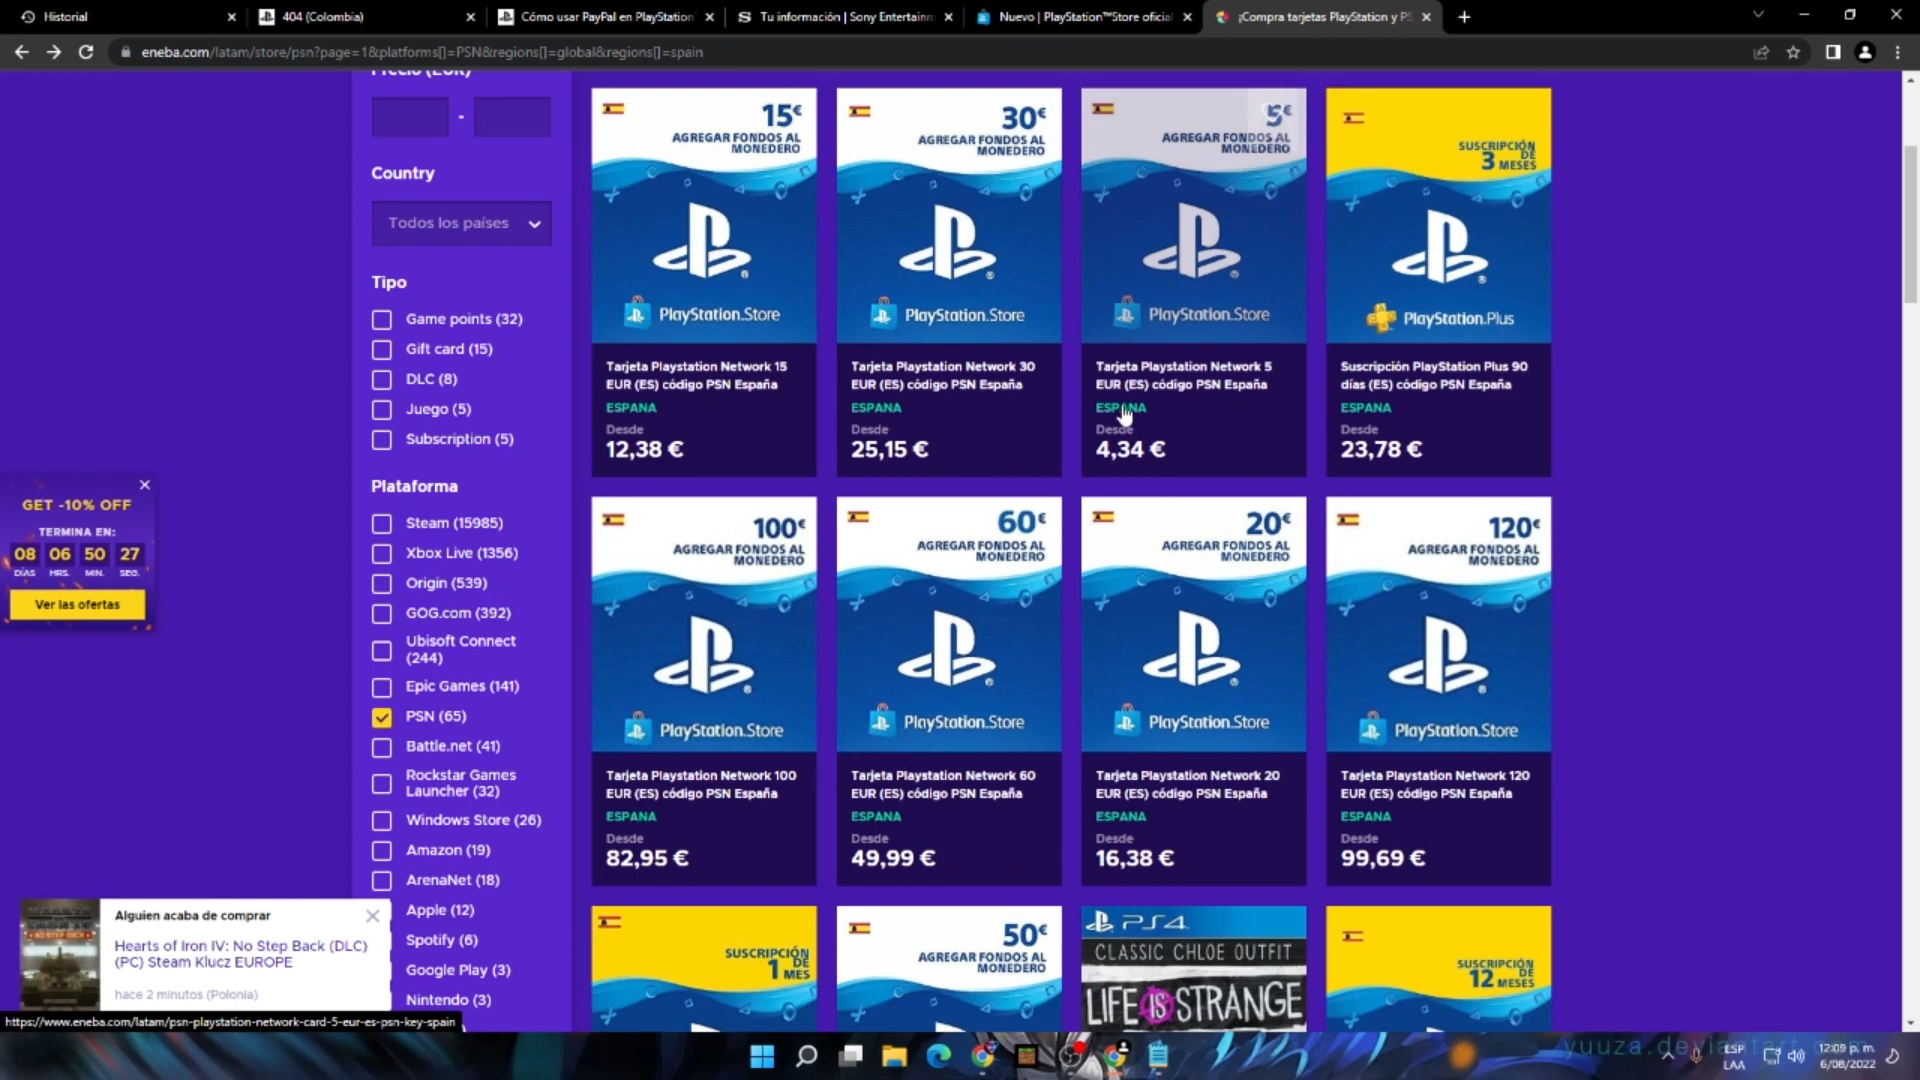 Historial
404 (Colombia)
Cómo usar PayPal en PlayStation
Tu información | Sony Entertainm
Nuevo | PlayStation™Store oficial
¡Compra tarjetas PlayStation y PS
eneba.com/latam/store/psn?page=1&platforms[]=PSN&regions[]=global&regions[]=spain
Precio (EUR)
-
Country
Todos los países
Tipo
Game points (32)
Gift card (15)
DLC (8)
Juego (5)
Subscription (5)
Plataforma
Steam (15985)
Xbox Live (1356)
Origin (539)
GOG.com (392)
Ubisoft Connect
(244)
Epic Games (141)
PSN (65)
Battle.net (41)
Rockstar Games
Launcher (32)
Windows Store (26)
Amazon (19)
ArenaNet (18)
Apple (12)
Spotify (6)
Google Play (3)
Nintendo (3)
15€
AGREGAR FONDOS AL
MONEDERO
PlayStation.Store
Tarjeta Playstation Network 15
EUR (ES) código PSN España
ESPANA
Desde
12,38 €
30€
AGREGAR FONDOS AL
MONEDERO
PlayStation.Store
Tarjeta Playstation Network 30
EUR (ES) código PSN España
ESPANA
Desde
25,15 €
5€
AGREGAR FONDOS AL
MONEDERO
PlayStation.Store
Tarjeta Playstation Network 5
EUR (ES) código PSN España
ESPANA
Desde
4,34 €
SUSCRIPCIÓN
3 DE MESES
PlayStation.Plus
Suscripción PlayStation Plus 90
días (ES) código PSN España
ESPANA
Desde
23,78 €
100€
AGREGAR FONDOS AL
MONEDERO
PlayStation.Store
Tarjeta Playstation Network 100
EUR (ES) código PSN España
ESPANA
Desde
82,95 €
60€
AGREGAR FONDOS AL
MONEDERO
PlayStation.Store
Tarjeta Playstation Network 60
EUR (ES) código PSN España
ESPANA
Desde
49,99 €
20€
AGREGAR FONDOS AL
MONEDERO
PlayStation.Store
Tarjeta Playstation Network 20
EUR (ES) código PSN España
ESPANA
Desde
16,38 €
120€
AGREGAR FONDOS AL
MONEDERO
PlayStation.Store
Tarjeta Playstation Network 120
EUR (ES) código PSN España
ESPANA
Desde
99,69 €
SUSCRIPCIÓN
1 DE MES
50€
AGREGAR FONDOS AL
MONEDERO
PS4
CLASSIC CHLOE OUTFIT
LIFE IS STRANGE
SUSCRIPCIÓN
12 DE MESES
GET -10% OFF
TERMINA EN:
08 06 50 27
DÍAS HRS. MIN. SEG.
Ver las ofertas
Alguien acaba de comprar
Hearts of Iron IV: No Step Back (DLC)
(PC) Steam Klucz EUROPE
hace 2 minutos (Polonia)
NO STEP BACK
https://www.eneba.com/latam/psn-playstation-network-card-5-eur-es-psn-key-spain
yuuza.deviantart.com
ESP
LAA
12:09 p. m.
6/08/2022